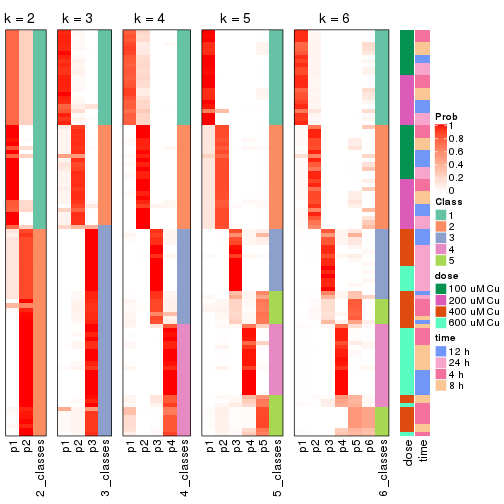 k = 2
k = 3
k = 4
k = 5
k = 6
Prob
1
0.8
0.6
0.4
0.2
0
Class
1
2
3
4
5
dose
100 uM Cu
200 uM Cu
400 uM Cu
600 uM Cu
time
12 h
24 h
4 h
8 h
p1
p2
2_classes
p1
p2
p3
3_classes
p1
p2
p3
p4
4_classes
p1
p2
p3
p4
p5
5_classes
p1
p2
p3
p4
p5
p6
6_classes
dose
time